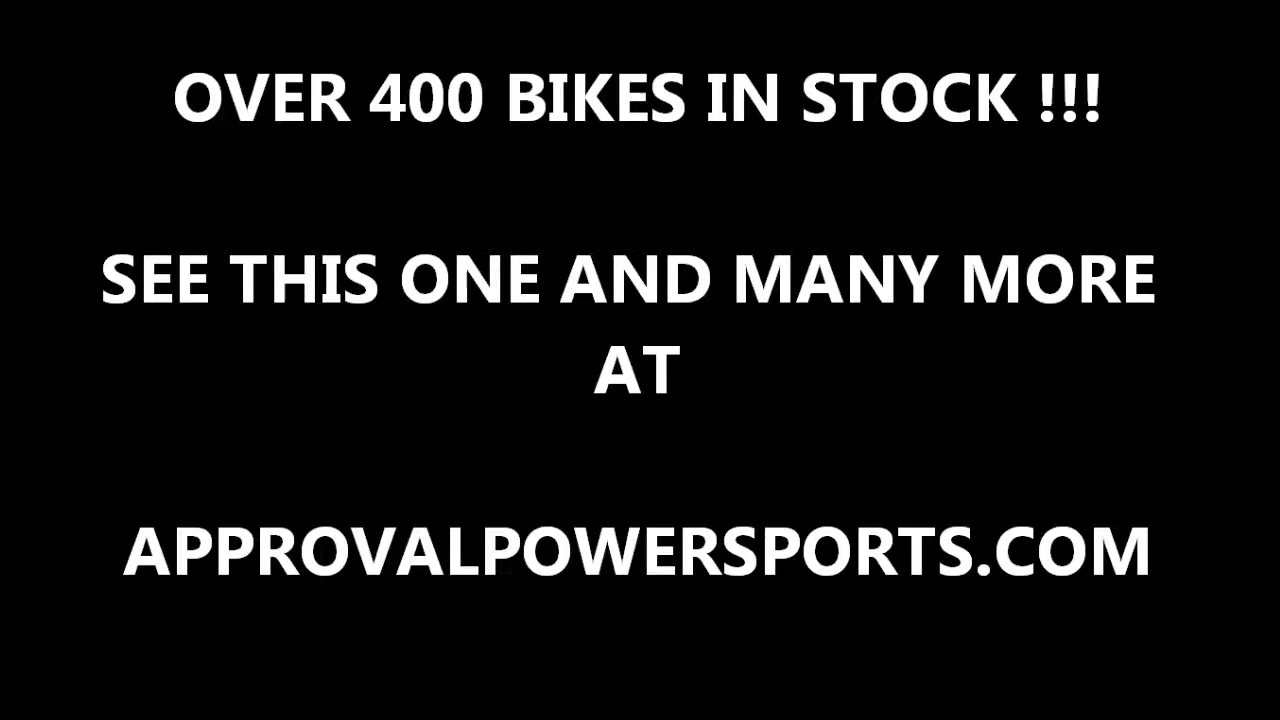 OVER 400 BIKES IN STOCK !!!
SEE THIS ONE AND MANY MORE
AT
APPROVALPOWERSPORTS.COM